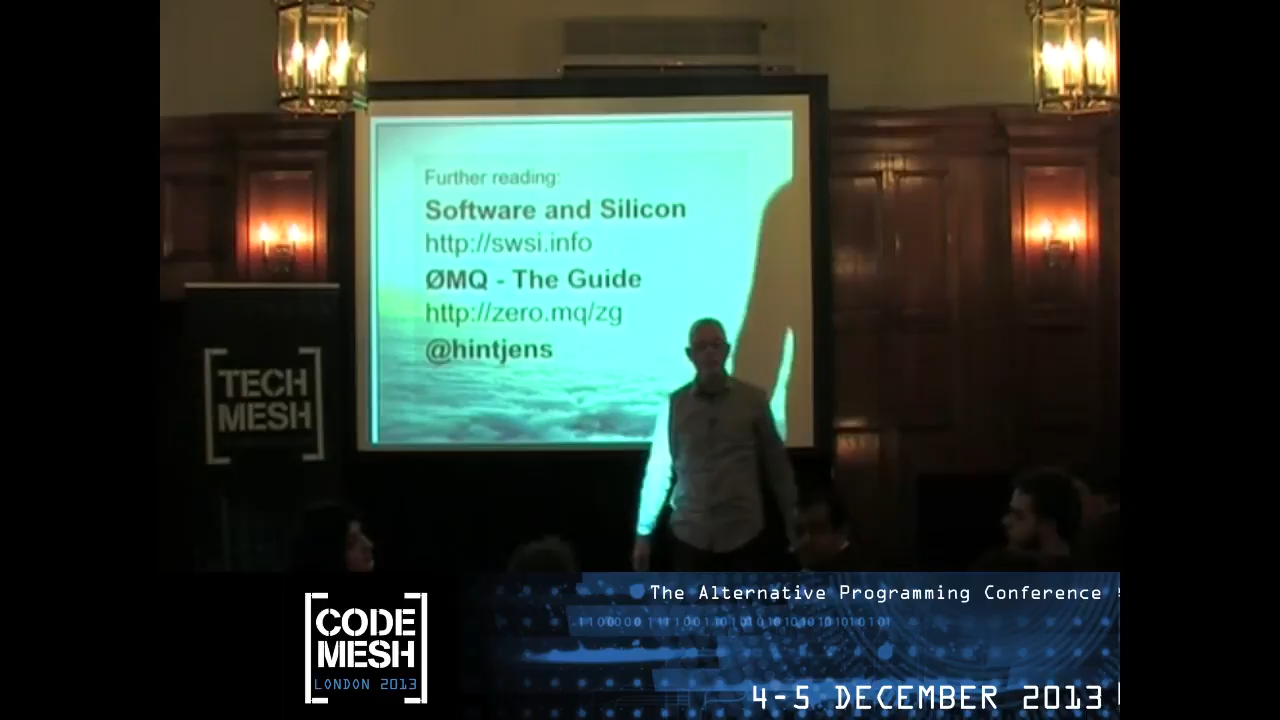 Further reading:
Software and Silicon
http://swsi.info
ØMQ - The Guide
http://zero.mq/zg
@hintjens
TECH
MESH
CODE
MESH
LONDON 2013
The Alternative Programming Conference
4-5 DECEMBER 2013